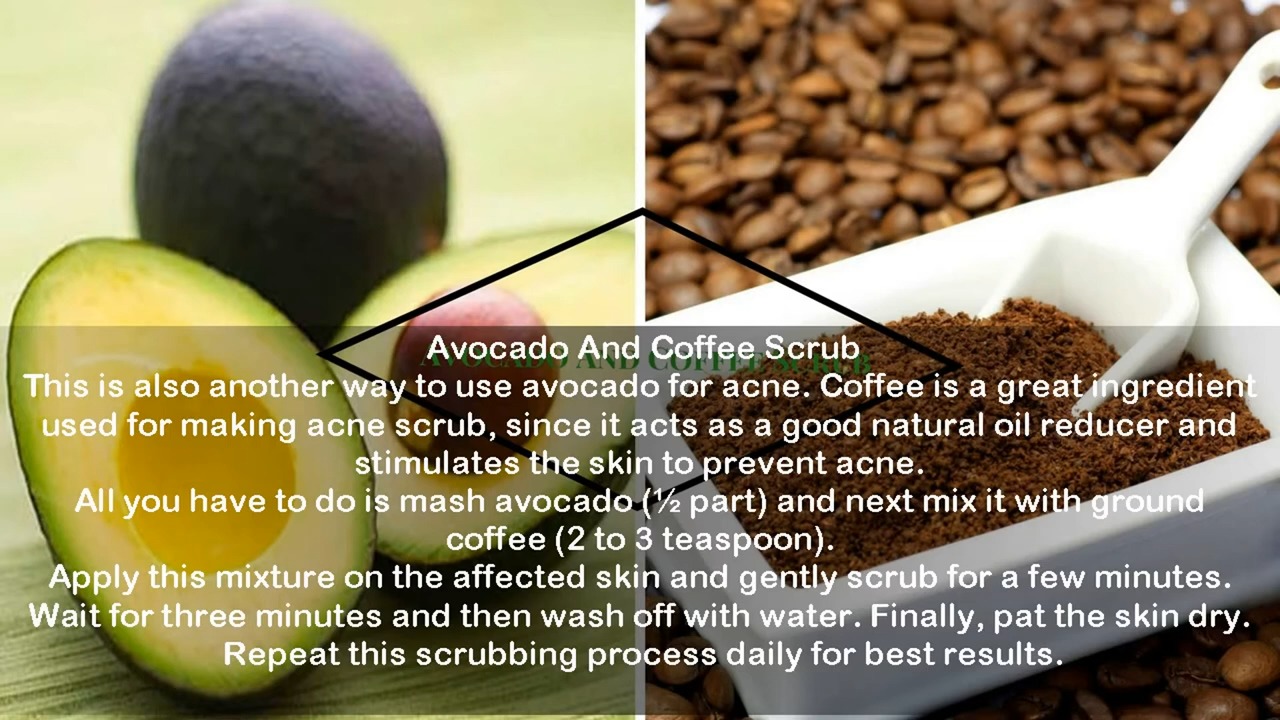 Avocado And Coffee Scrub
AVOCADO AND COFFEE SCRUB
This is also another way to use avocado for acne. Coffee is a great ingredient
used for making acne scrub, since it acts as a good natural oil reducer and
stimulates the skin to prevent acne.
All you have to do is mash avocado (½ part) and next mix it with ground
coffee (2 to 3 teaspoon).
Apply this mixture on the affected skin and gently scrub for a few minutes.
Wait for three minutes and then wash off with water. Finally, pat the skin dry.
Repeat this scrubbing process daily for best results.